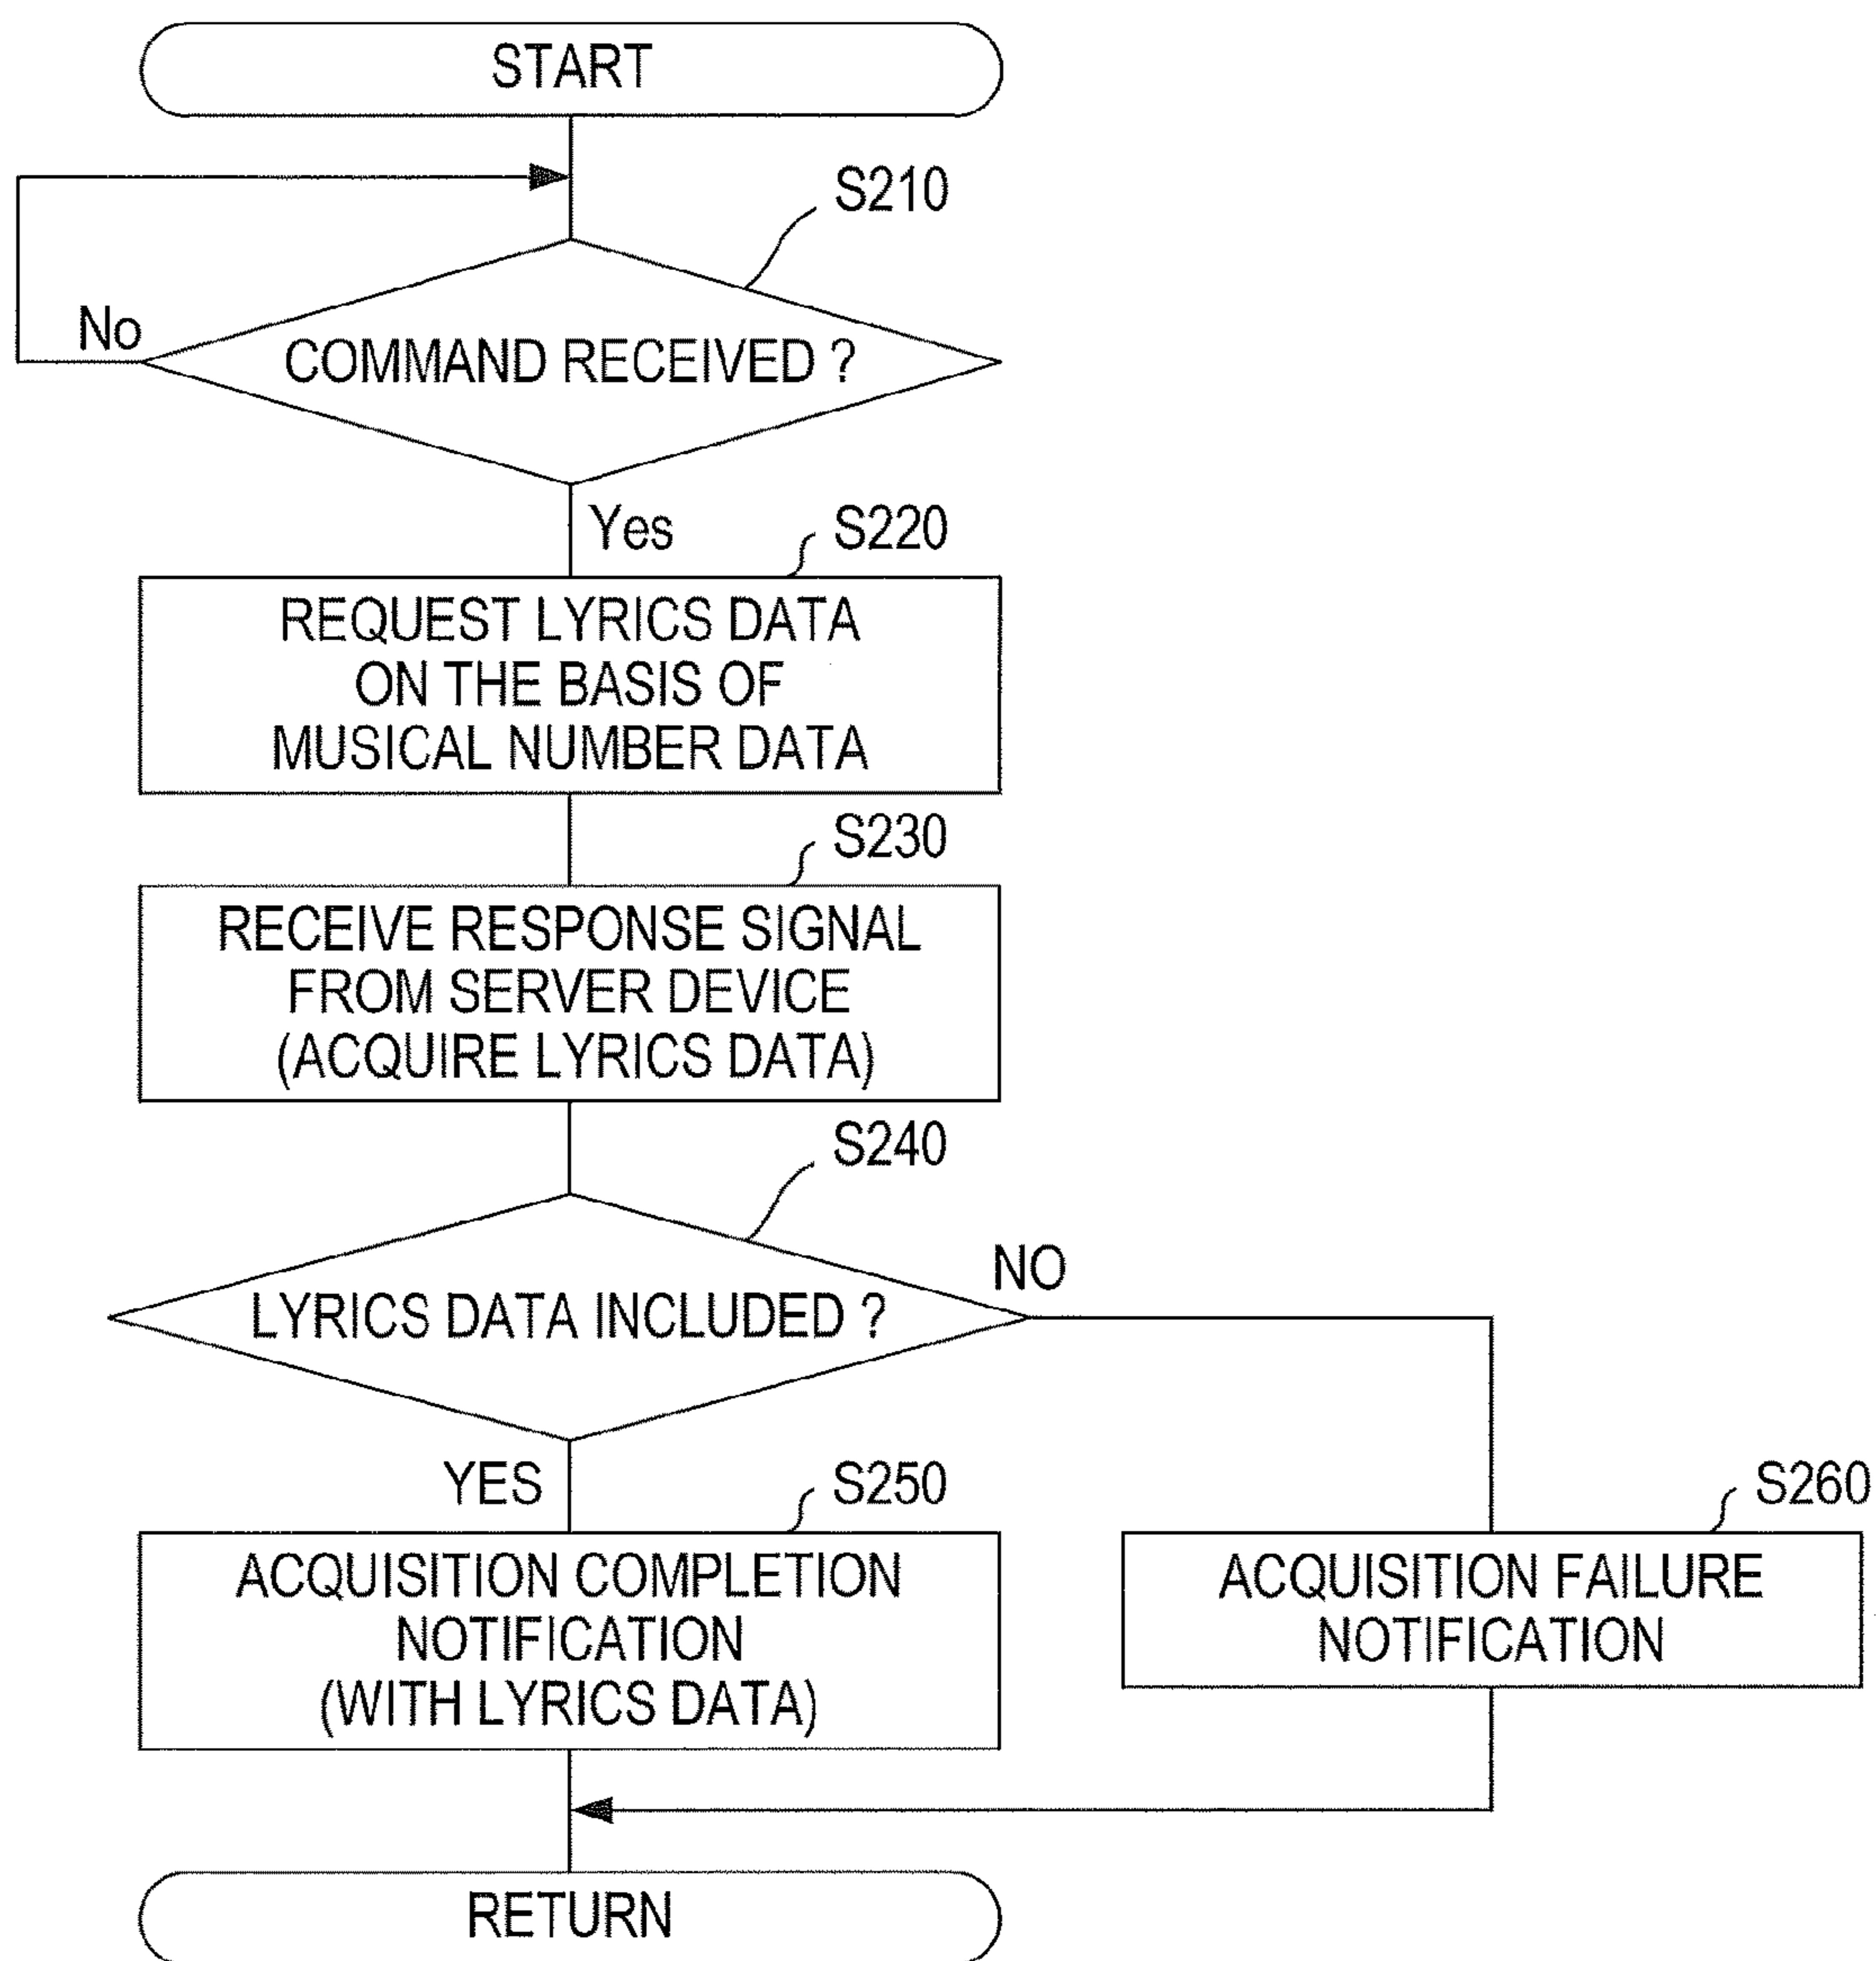 START
S210
No
COMMAND RECEIVED ?
Yes
S220
REQUEST LYRICS DATA
ON THE BASIS OF
MUSICAL NUMBER DATA
S230
RECEIVE RESPONSE SIGNAL
FROM SERVER DEVICE
(ACQUIRE LYRICS DATA)
S240
NO
LYRICS DATA INCLUDED ?
YES
S250
S260
ACQUISITION COMPLETION
NOTIFICATION
(WITH LYRICS DATA)
ACQUISITION FAILURE
NOTIFICATION
RETURN